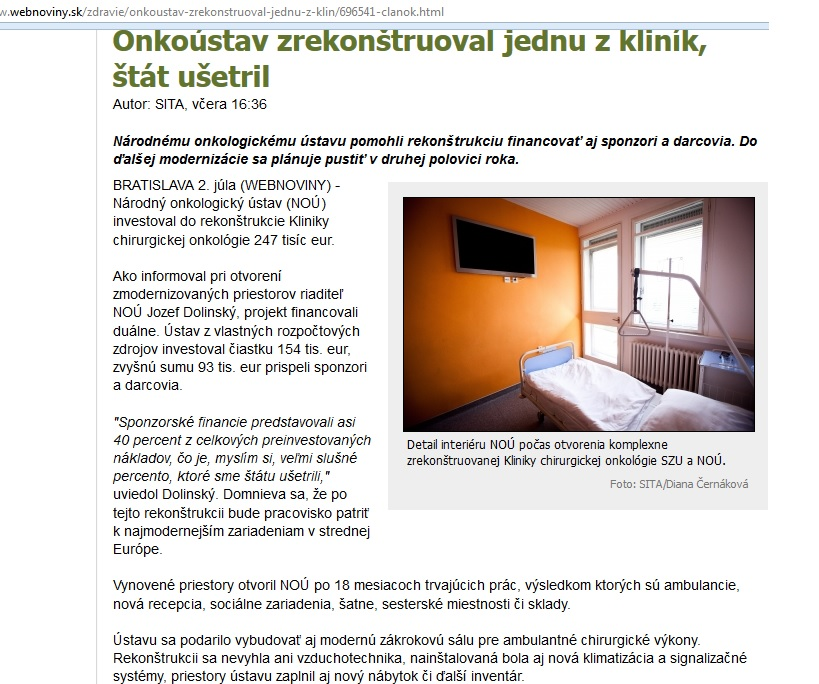 w.webnoviny.sk/zdravie/onkoustav-zrekonstruoval-jednu-z-klin/696541-clanok.html
Onkoústav zrekonštruoval jednu z kliník,
štát ušetril
Autor: SITA, včera 16:36
Národnému onkologickému ústavu pomohli rekonštrukciu financovať aj sponzori a darcovia. Do
ďalšej modernizácie sa plánuje pustiť v druhej polovici roka.
BRATISLAVA 2. júla (WEBNOVINY) -
Národný onkologický ústav (NOÚ)
investoval do rekonštrukcie Kliniky
chirurgickej onkológie 247 tisíc eur.
Ako informoval pri otvorení
zmodernizovaných priestorov riaditeľ
NOÚ Jozef Dolinský, projekt financovali
duálne. Ústav z vlastných rozpočtových
zdrojov investoval čiastku 154 tis. eur,
zvyšnú sumu 93 tis. eur prispeli sponzori
a darcovia.
"Sponzorské financie predstavovali asi
40 percent z celkových preinvestovaných
nákladov, čo je, myslím si, veľmi slušné
percento, ktoré sme štátu ušetrili,"
uviedol Dolinský. Domnieva sa, že po
tejto rekonštrukcii bude pracovisko patriť
k najmodernejším zariadeniam v strednej
Európe.
Detail interiéru NOÚ počas otvorenia komplexne
zrekonštruovanej Kliniky chirurgickej onkológie SZU a NOÚ.
Foto: SITA/Diana Černáková
Vynovené priestory otvoril NOÚ po 18 mesiacoch trvajúcich prác, výsledkom ktorých sú ambulancie,
nová recepcia, sociálne zariadenia, šatne, sesterské miestnosti či sklady.
Ústavu sa podarilo vybudovať aj modernú zákrokovú sálu pre ambulantné chirurgické výkony.
Rekonštrukcii sa nevyhla ani vzduchotechnika, nainštalovaná bola aj nová klimatizácia a signalizačné
systémy, priestory ústavu zaplnil aj nový nábytok či ďalší inventár.